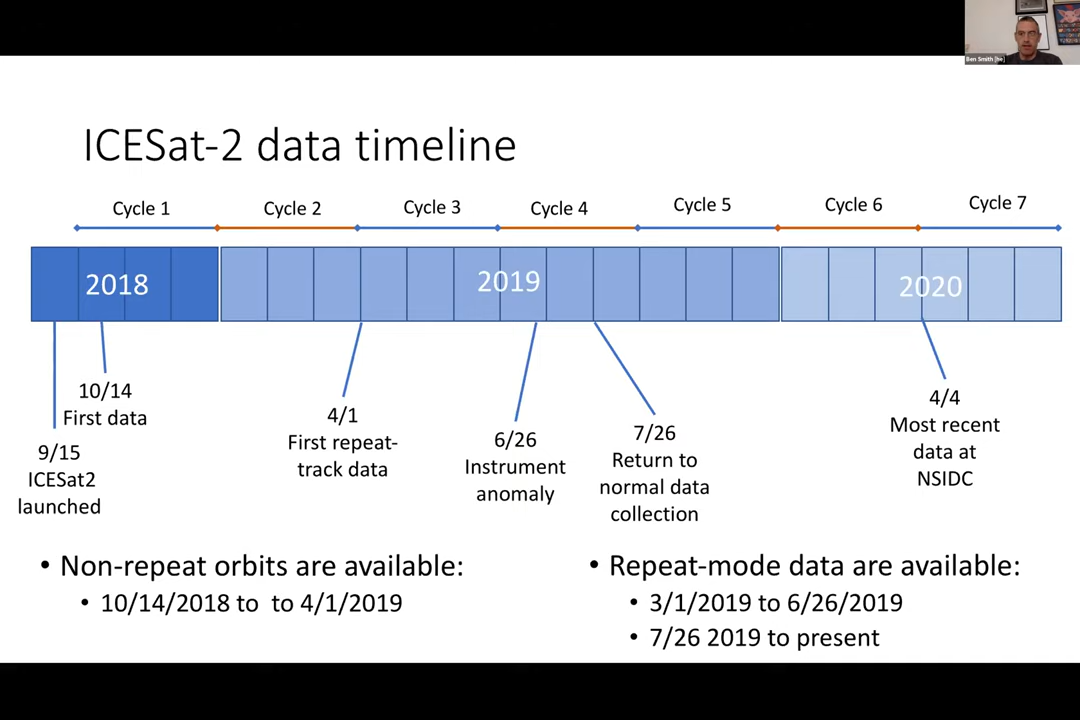 Ben Smith [he]
ICESat-2 data timeline
Cycle 1
Cycle 2
Cycle 3
Cycle 4
Cycle 5
Cycle 6
Cycle 7
2018
2019
2020
10/14
First data
9/15
ICESat2
launched
4/1
First repeat-
track data
6/26
Instrument
anomaly
7/26
Return to
normal data
collection
4/4
Most recent
data at
NSIDC
• Non-repeat orbits are available:
• 10/14/2018 to  to 4/1/2019
• Repeat-mode data are available:
• 3/1/2019 to 6/26/2019
• 7/26 2019 to present